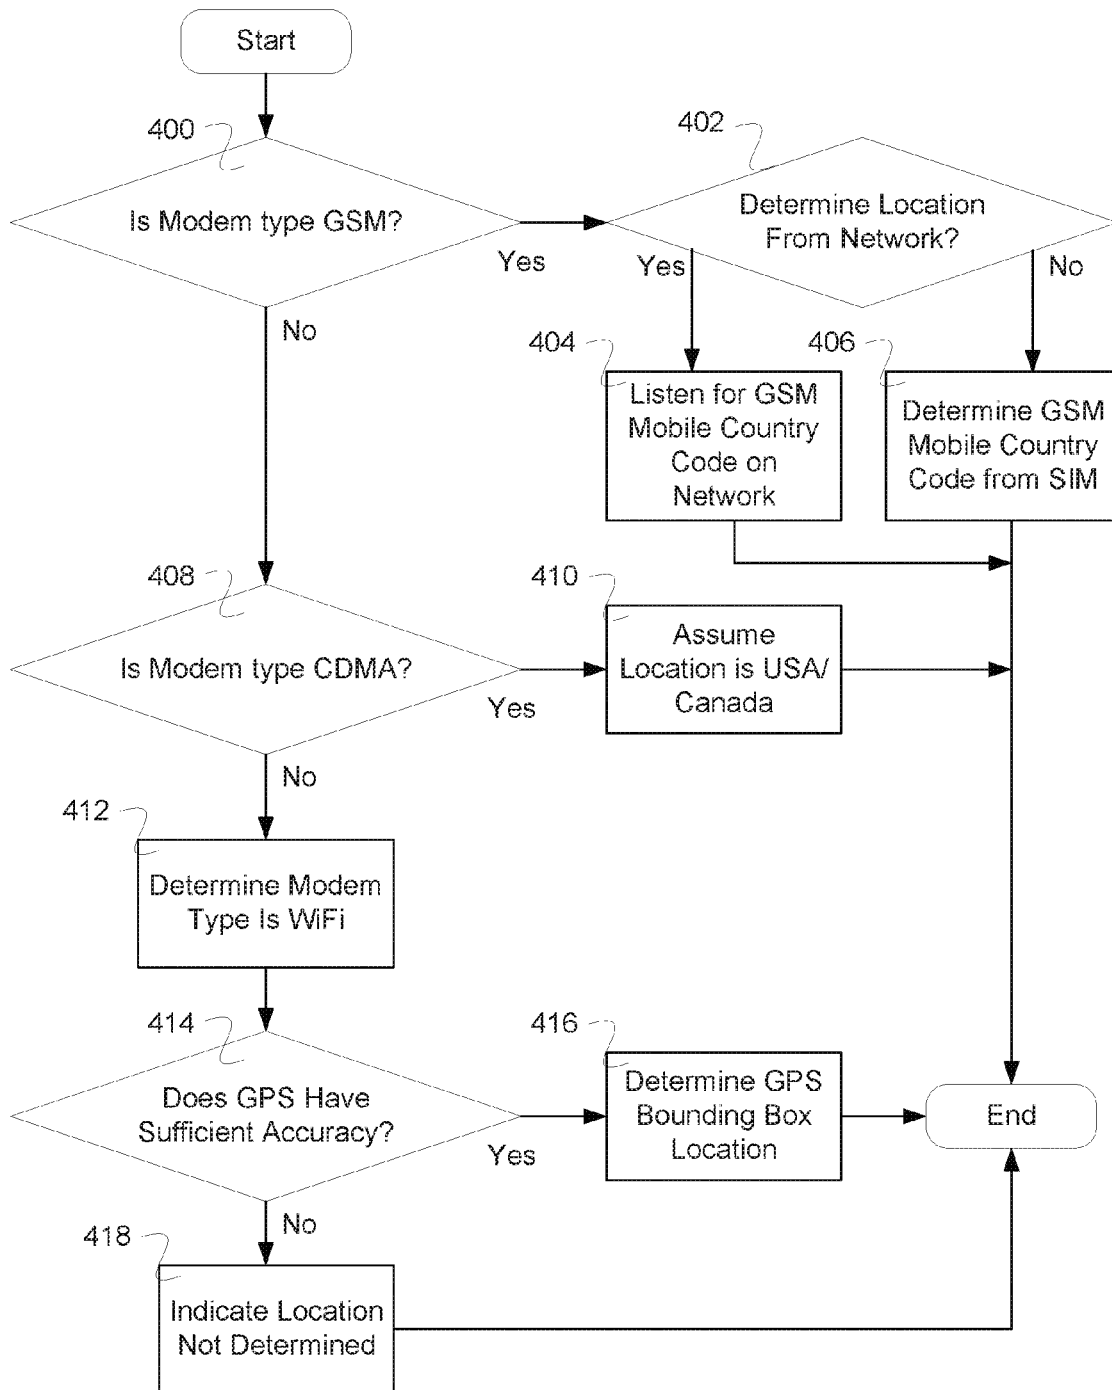 Start
400
Is Modem type GSM?
Yes
No
402
Determine Location
From Network?
Yes
No
404
Listen for GSM
Mobile Country
Code on
Network
406
Determine GSM
Mobile Country
Code from SIM
408
Is Modem type CDMA?
Yes
No
410
Assume
Location is USA/
Canada
412
Determine Modem
Type Is WiFi
414
Does GPS Have
Sufficient Accuracy?
Yes
No
416
Determine GPS
Bounding Box
Location
End
418
Indicate Location
Not Determined